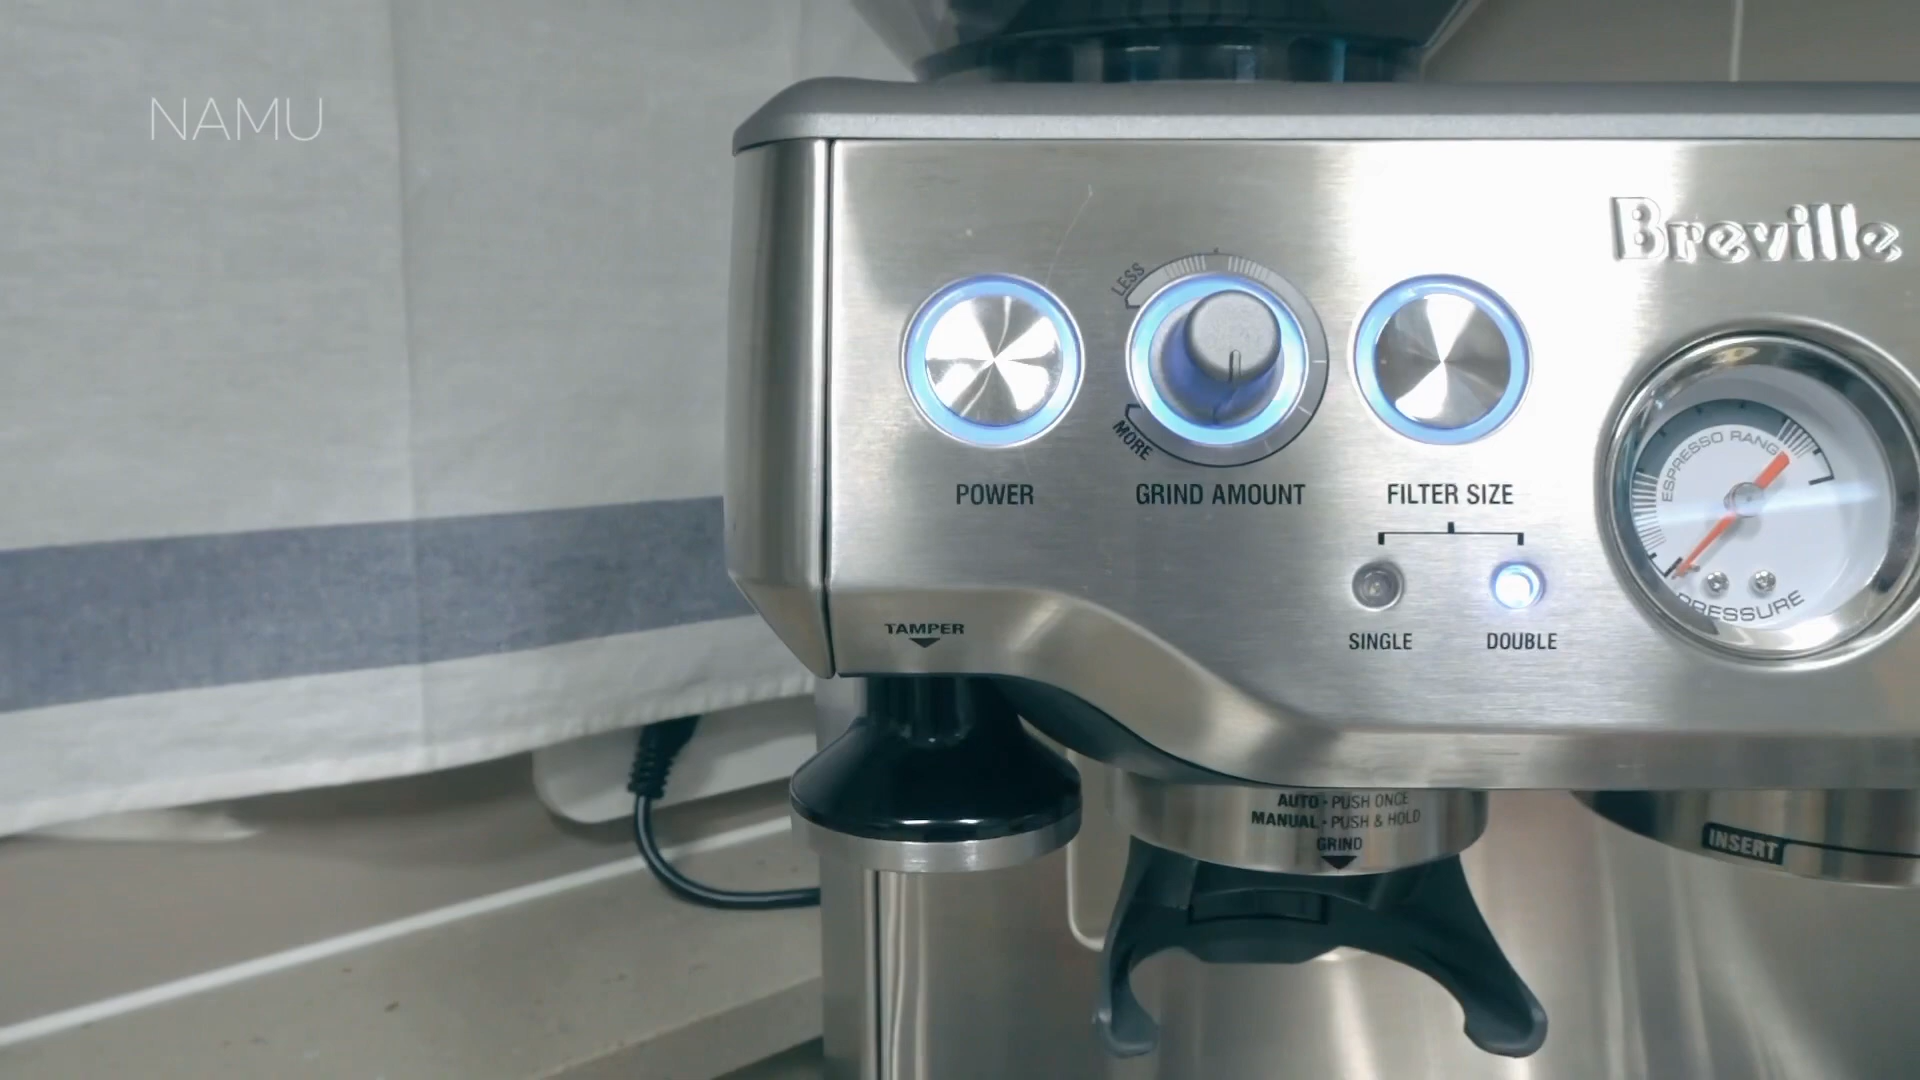 NAMU
Breville
LESS
MORE
POWER
GRIND AMOUNT
FILTER SIZE
ESPRESSO RANGE
PRESSURE
SINGLE
DOUBLE
TAMPER
AUTO • PUSH ONCE
MANUAL • PUSH & HOLD
GRIND
INSERT